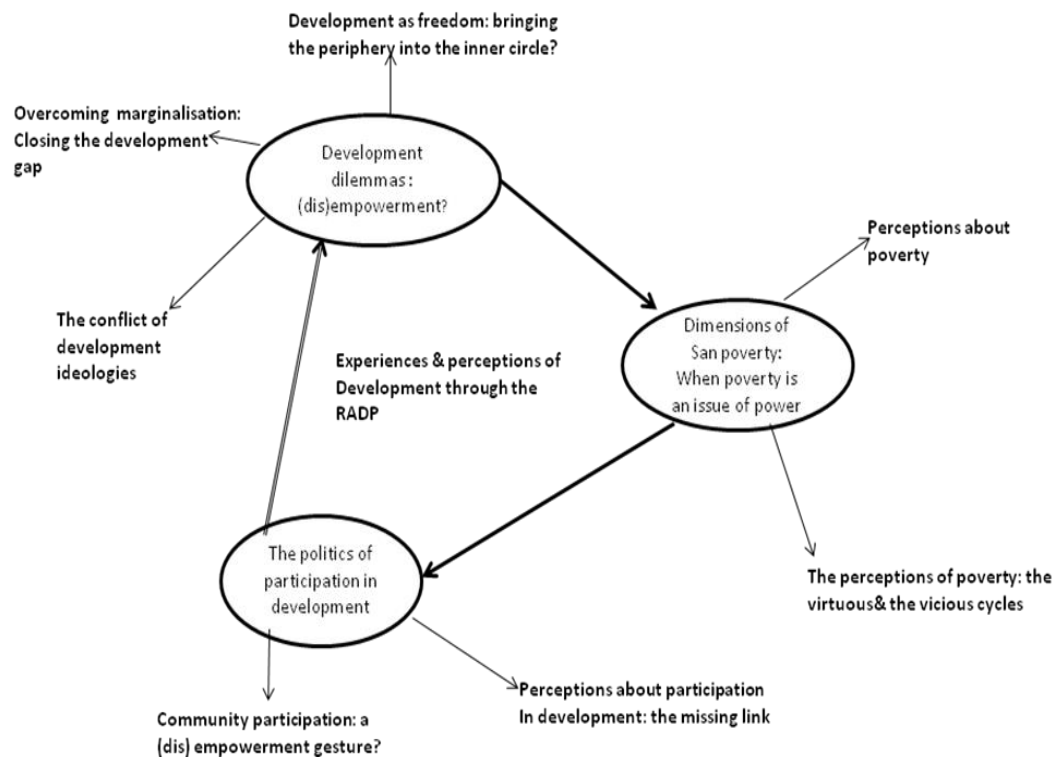 Development as freedom: bringing
the periphery into the inner circle?
Overcoming marginalisation:
Closing the development
gap
Development
dilemmas :
(dis)empowerment?
The conflict of
development
ideologies
Perceptions about
poverty
Dimensions of
San poverty:
When poverty is
an issue of power
Experiences & perceptions of
Development through the
RADP
The politics of
participation in
development
The perceptions of poverty: the
virtuous& the vicious cycles
Perceptions about participation
In development: the missing link
Community participation: a
(dis) empowerment gesture?